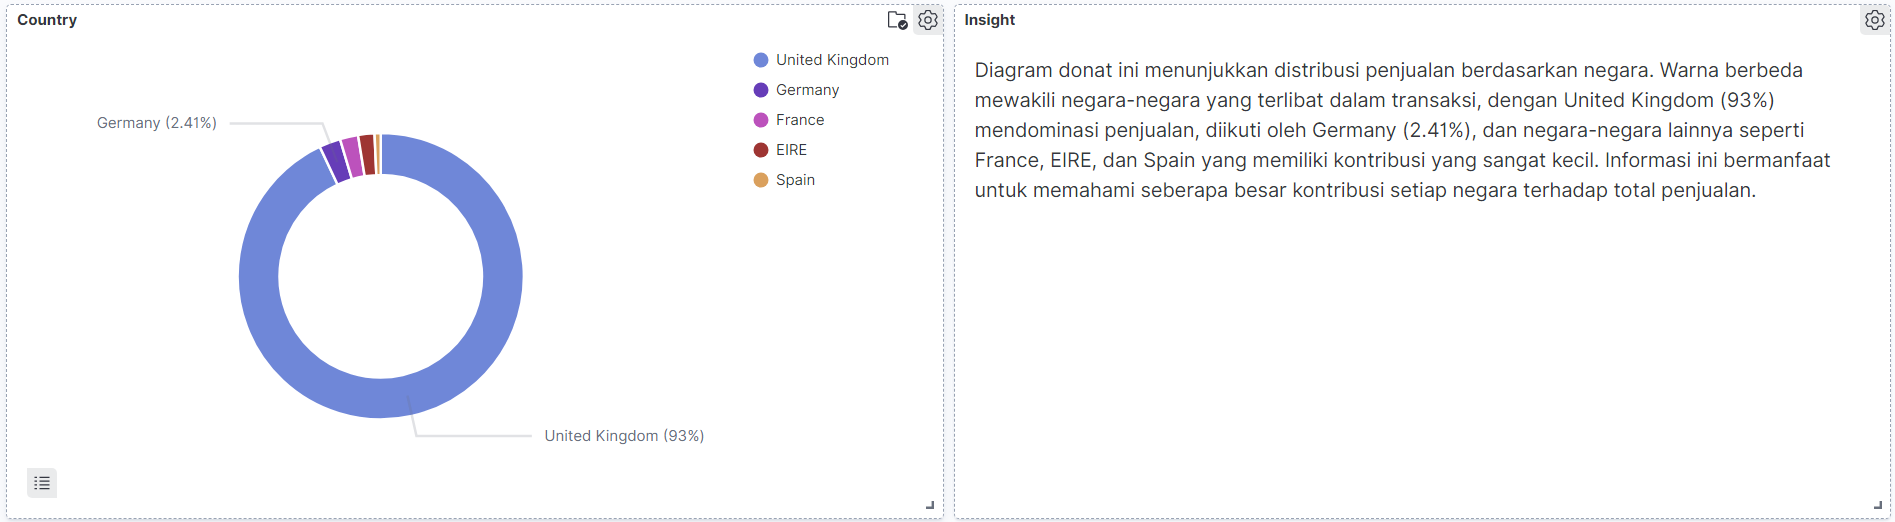 Country
United Kingdom
Germany
France
EIRE
Spain
Germany (2.41%)
United Kingdom (93%)
Insight
Diagram donat ini menunjukkan distribusi penjualan berdasarkan negara. Warna berbeda
mewakili negara-negara yang terlibat dalam transaksi, dengan United Kingdom (93%)
mendominasi penjualan, diikuti oleh Germany (2.41%), dan negara-negara lainnya seperti
France, EIRE, dan Spain yang memiliki kontribusi yang sangat kecil. Informasi ini bermanfaat
untuk memahami seberapa besar kontribusi setiap negara terhadap total penjualan.